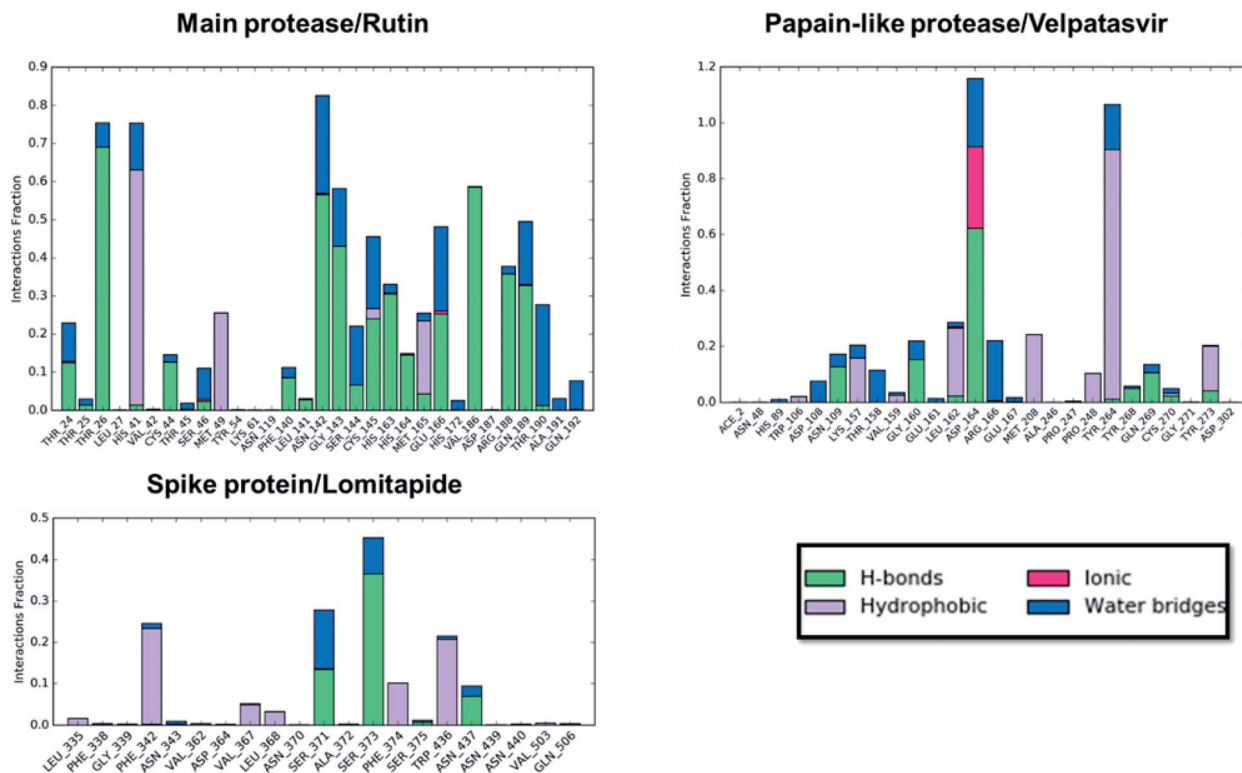 Main protease/Rutin
Interactions Fraction
0.9
0.8
0.7
0.6
0.5
0.4
0.3
0.2
0.1
0.0
THR_24
THR_25
THR_26
LEU_27
HIS_41
VAL_42
CYS_44
THR_45
SER_46
MET_49
TYR_54
LYS_61
ASN_119
PHE_140
LEU_141
ASN_142
GLY_143
SER_144
CYS_145
HIS_163
HIS_164
MET_165
GLU_166
HIS_172
VAL_186
ASP_187
ARG_188
GLN_189
THR_190
ALA_191
GLN_192
Papain-like protease/Velpatasvir
Interactions Fraction
1.2
1.0
0.8
0.6
0.4
0.2
0.0
ACE_2
ASN_48
HIS_89
TRP_106
ASP_108
ASN_109
LYS_157
THR_158
VAL_159
GLY_160
GLU_161
LEU_162
ASP_164
ARG_166
GLU_167
MET_208
ALA_246
PRO_247
PRO_248
TYR_264
TYR_268
GLN_269
CYS_270
GLY_271
TYR_273
ASP_302
Spike protein/Lomitapide
Interactions Fraction
0.5
0.4
0.3
0.2
0.1
0.0
LEU_335
PHE_338
GLY_339
PHE_342
ASN_343
VAL_362
ASP_364
VAL_367
LEU_368
ASN_370
SER_371
ALA_372
SER_373
PHE_374
SER_375
TRP_436
ASN_437
ASN_439
ASN_440
VAL_503
GLN_506
H-bonds
Ionic
Hydrophobic
Water bridges